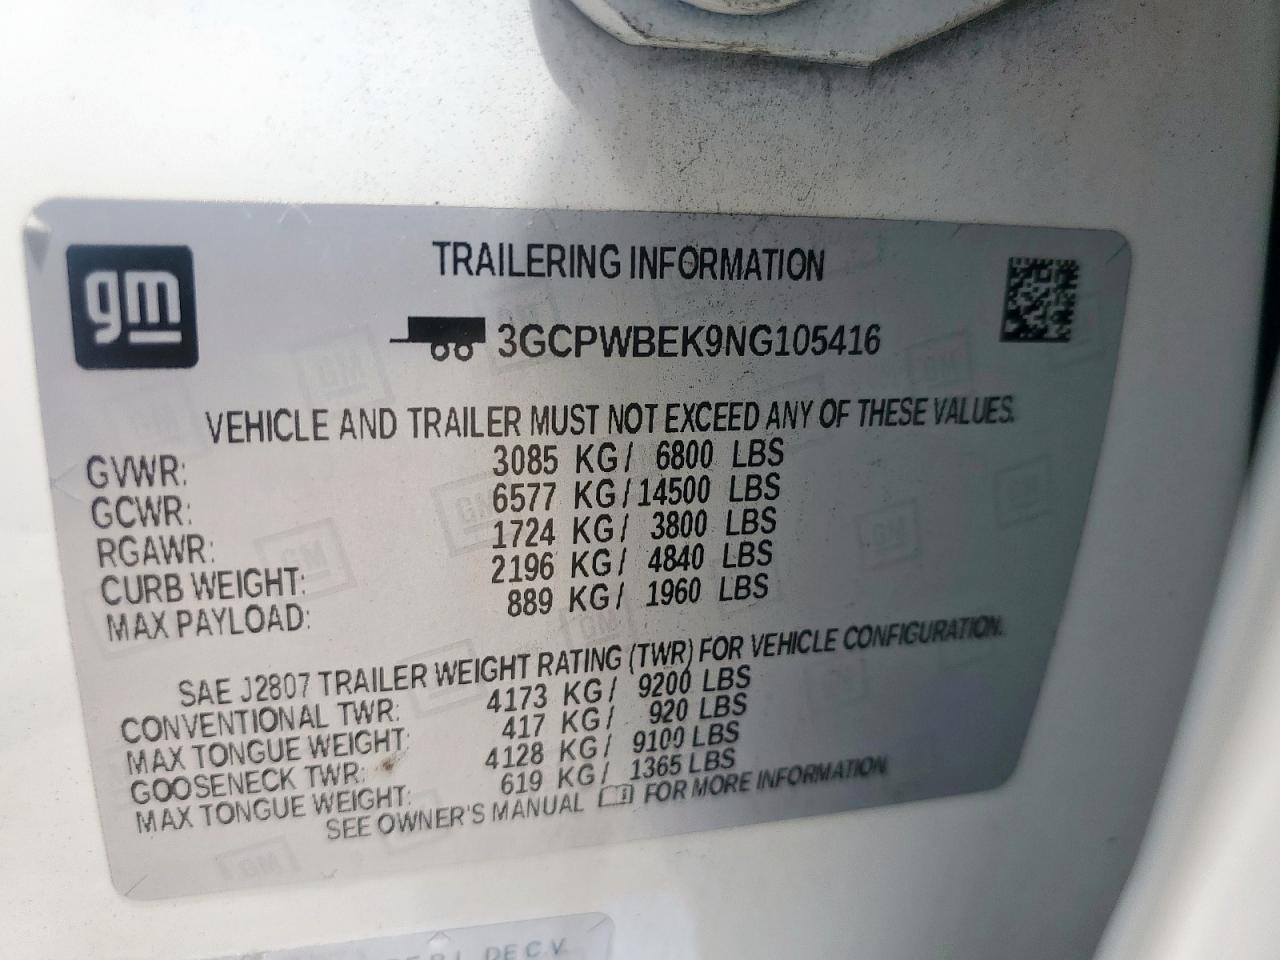 gm
TRAILERING INFORMATION
3GCPWBEK9NG105416
VEHICLE AND TRAILER MUST NOT EXCEED ANY OF THESE VALUES.
GVWR: 3085 KG/ 6800 LBS
GCWR: 6577 KG/14500 LBS
RGAWR: 1724 KG/ 3800 LBS
CURB WEIGHT: 2196 KG/ 4840 LBS
MAX PAYLOAD: 889 KG/ 1960 LBS
SAE J2807 TRAILER WEIGHT RATING (TWR) FOR VEHICLE CONFIGURATION.
CONVENTIONAL TWR: 4173 KG/ 9200 LBS
MAX TONGUE WEIGHT: 417 KG/ 920 LBS
GOOSENECK TWR: 4128 KG/ 9100 LBS
MAX TONGUE WEIGHT: 619 KG/ 1365 LBS
SEE OWNER'S MANUAL FOR MORE INFORMATION
DE C.V.